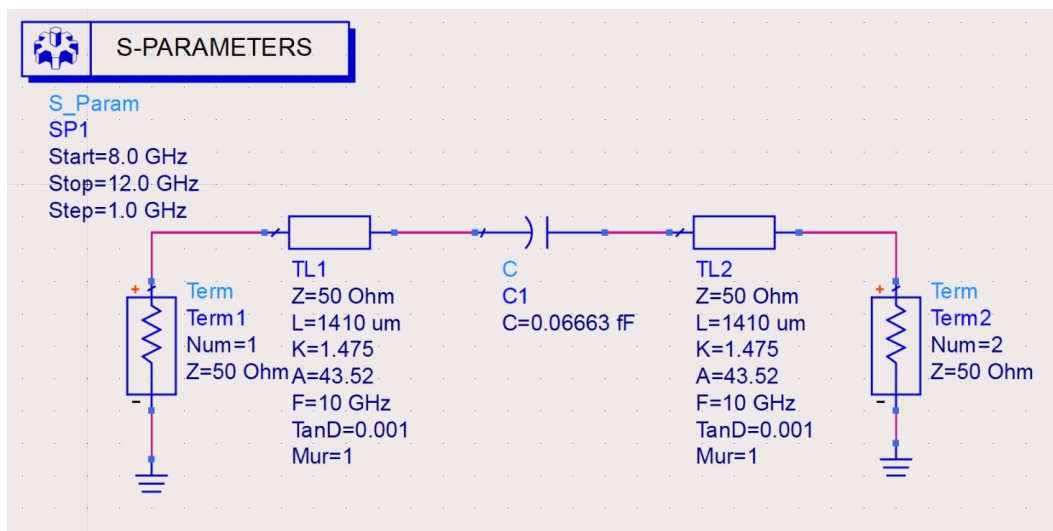 S-PARAMETERS
S_Param
SP1
Start=8.0 GHz
Stop=12.0 GHz
Step=1.0 GHz
+
Term
Term1
Num=1
Z=50 Ohm
-
TL1
Z=50 Ohm
L=1410 um
K=1.475
A=43.52
F=10 GHz
TanD=0.001
Mur=1
C
C1
C=0.06663 fF
TL2
Z=50 Ohm
L=1410 um
K=1.475
A=43.52
F=10 GHz
TanD=0.001
Mur=1
+
Term
Term2
Num=2
Z=50 Ohm
-